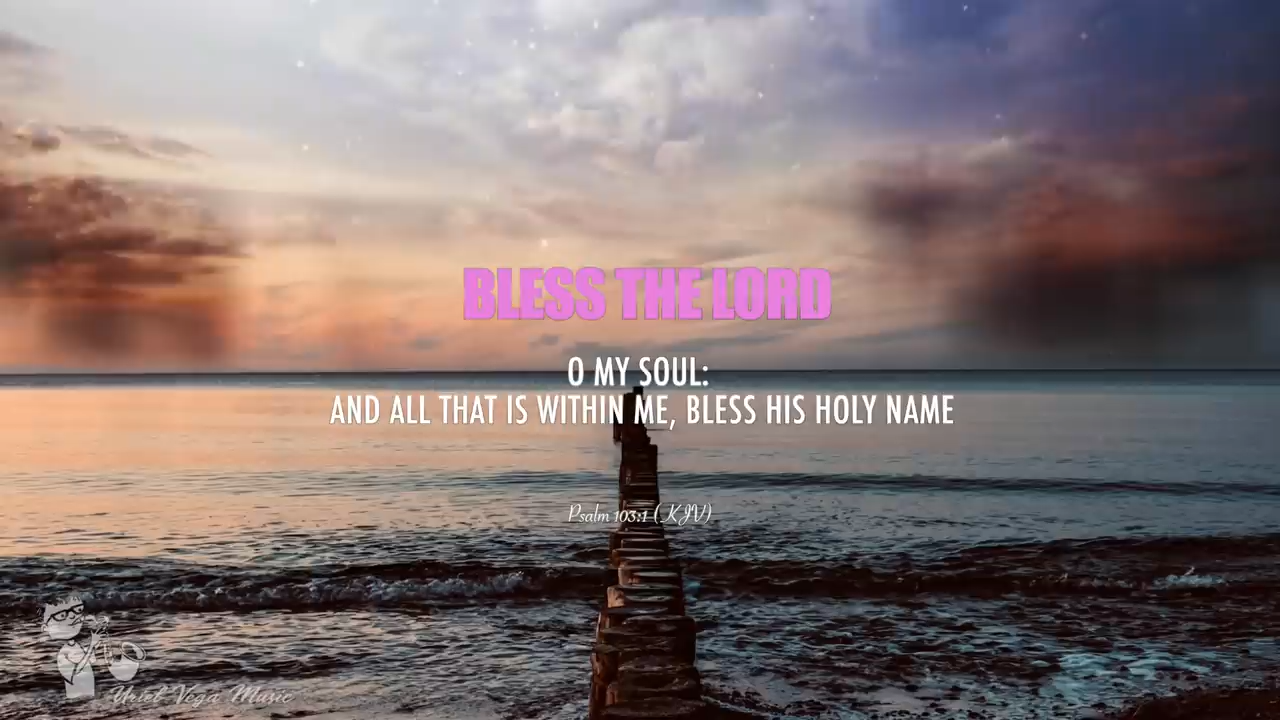 BLESS THE LORD
O MY SOUL:
AND ALL THAT IS WITHIN ME, BLESS HIS HOLY NAME
Psalm 103:1 (KJV)
Uriel Vega Music